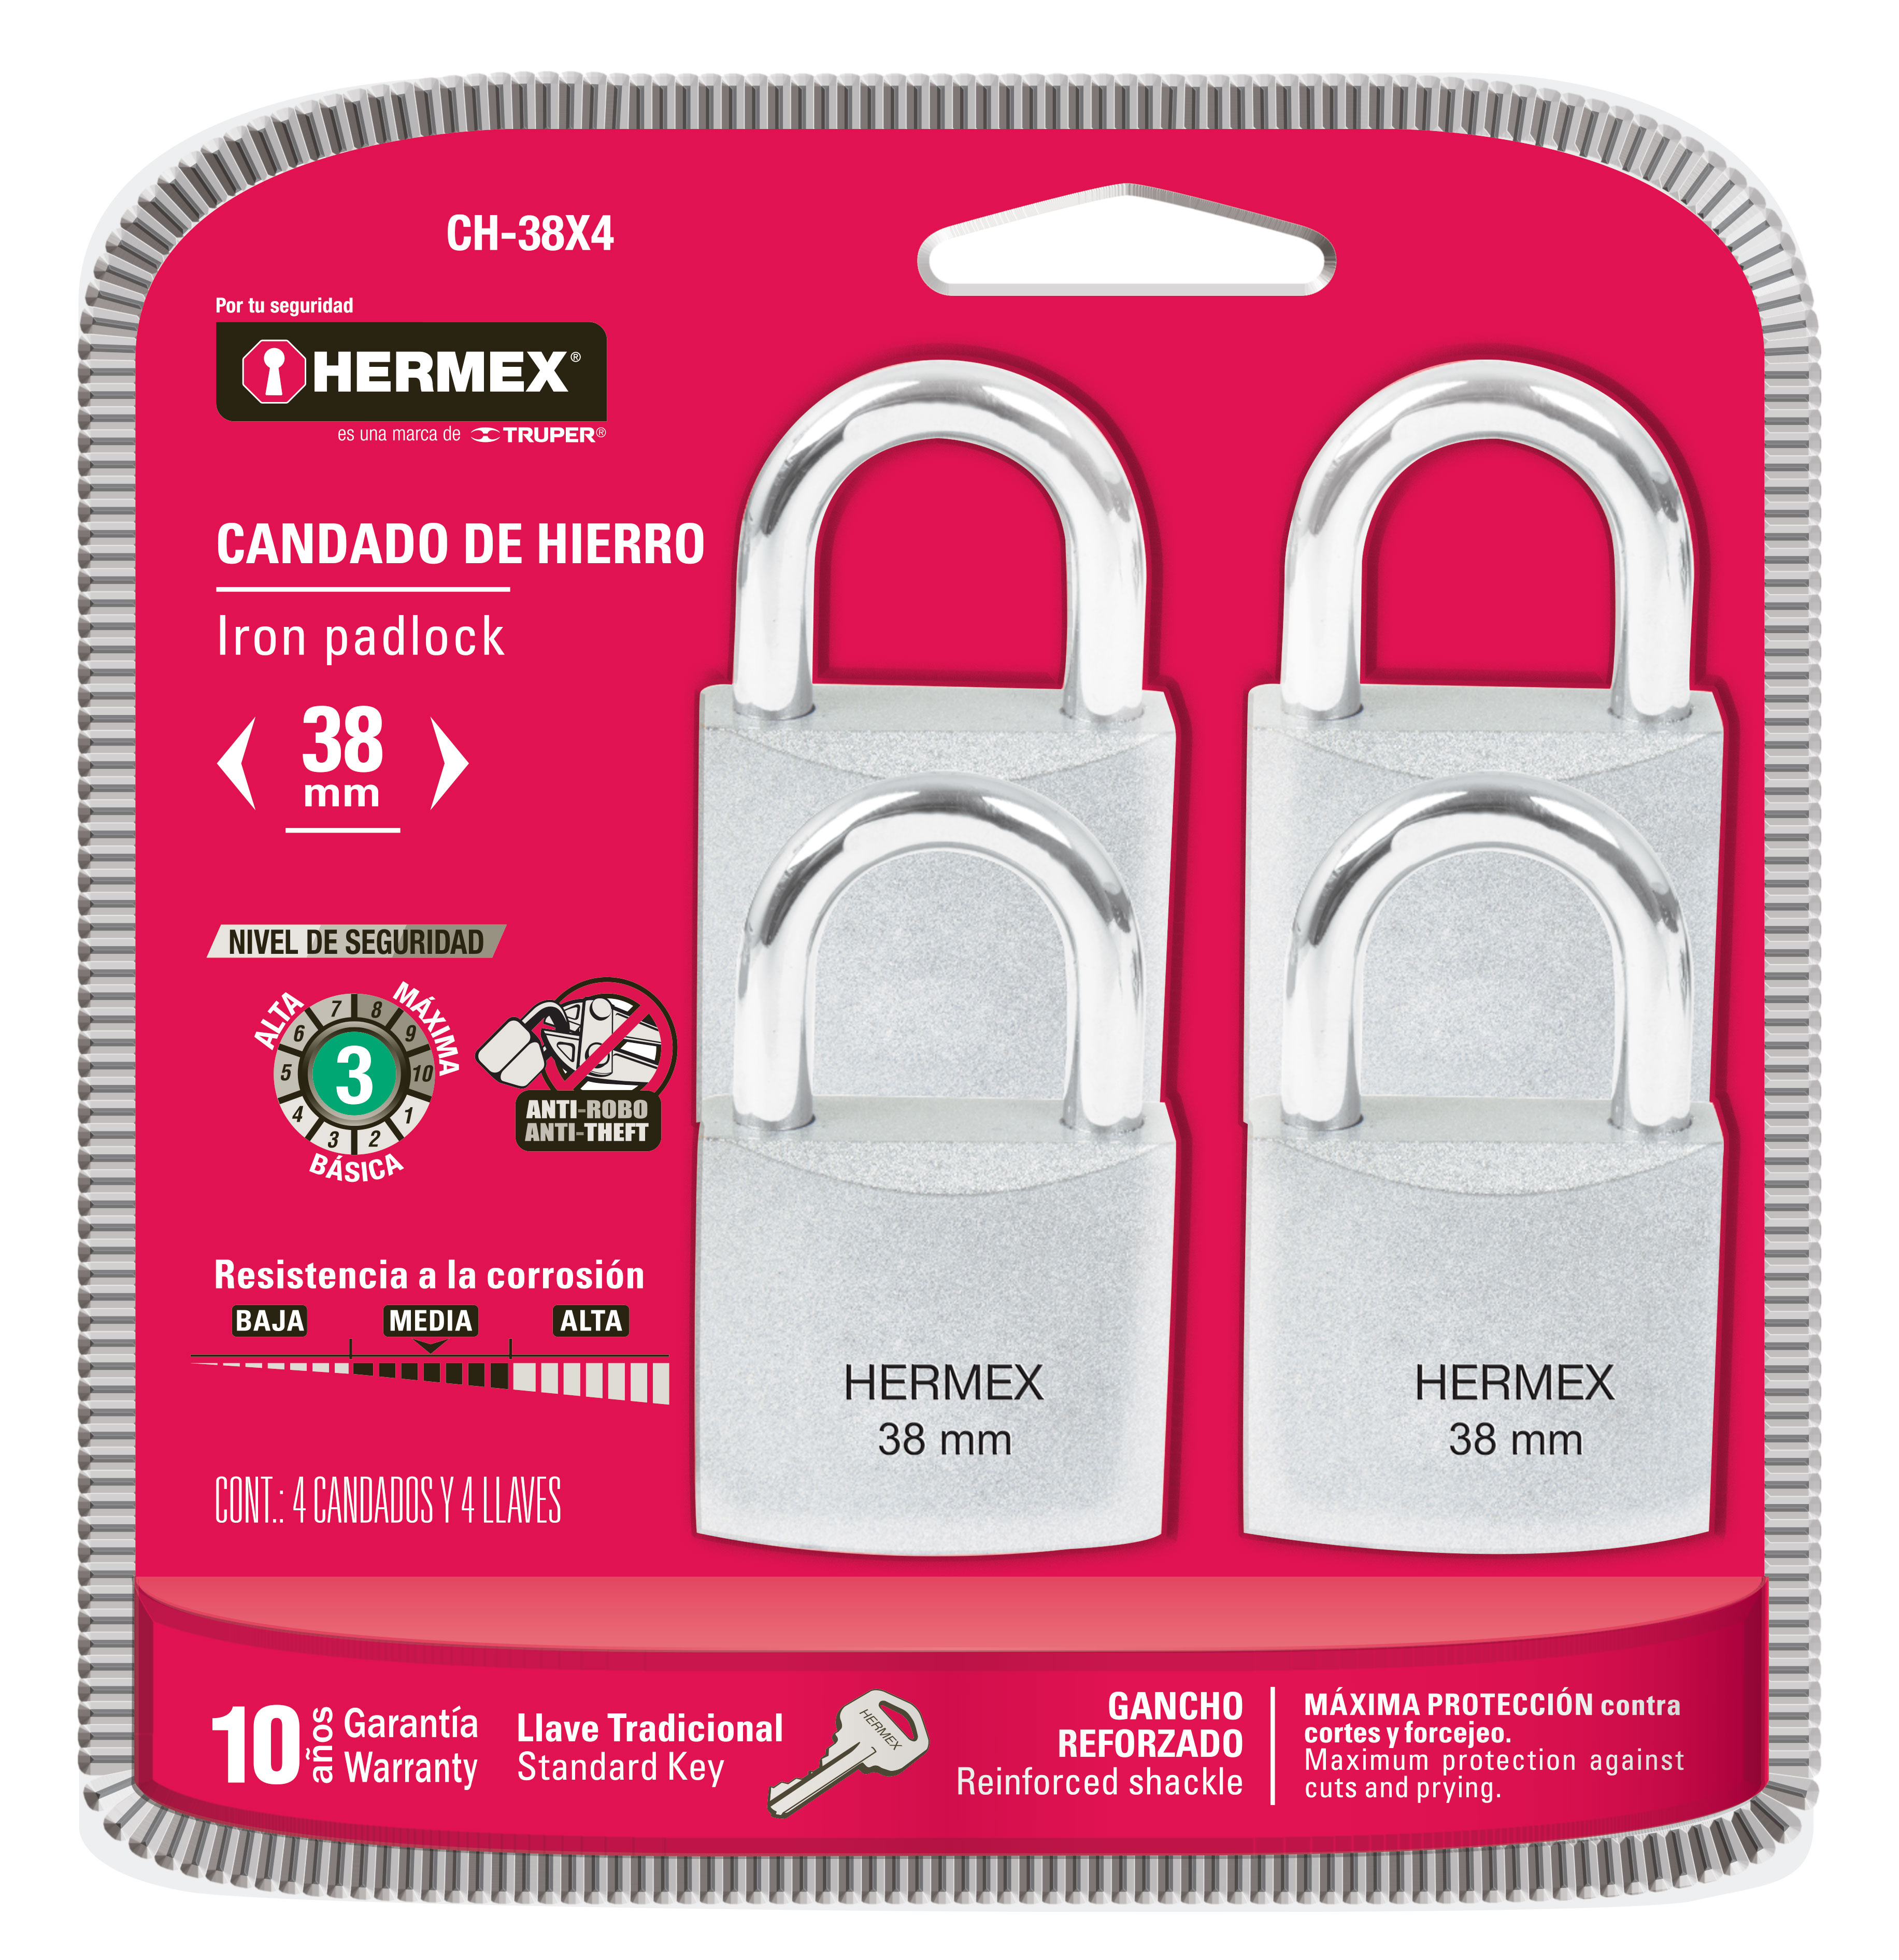 CH-38X4
Por tu seguridad
HERMEX®
es una marca de TRUPER®
CANDADO DE HIERRO
Iron padlock
38
mm
NIVEL DE SEGURIDAD
ALTA
MÁXIMA
BÁSICA
7 8
6 9
5 3 10
4 1
3 2
ANTI-ROBO
ANTI-THEFT
Resistencia a la corrosión
BAJA MEDIA ALTA
CONT.: 4 CANDADOS Y 4 LLAVES
HERMEX
38 mm
HERMEX
38 mm
10 años
Garantía
Warranty
Llave Tradicional
Standard Key
HERMEX
GANCHO
REFORZADO
Reinforced shackle
MÁXIMA PROTECCIÓN contra
cortes y forcejeo.
Maximum protection against
cuts and prying.